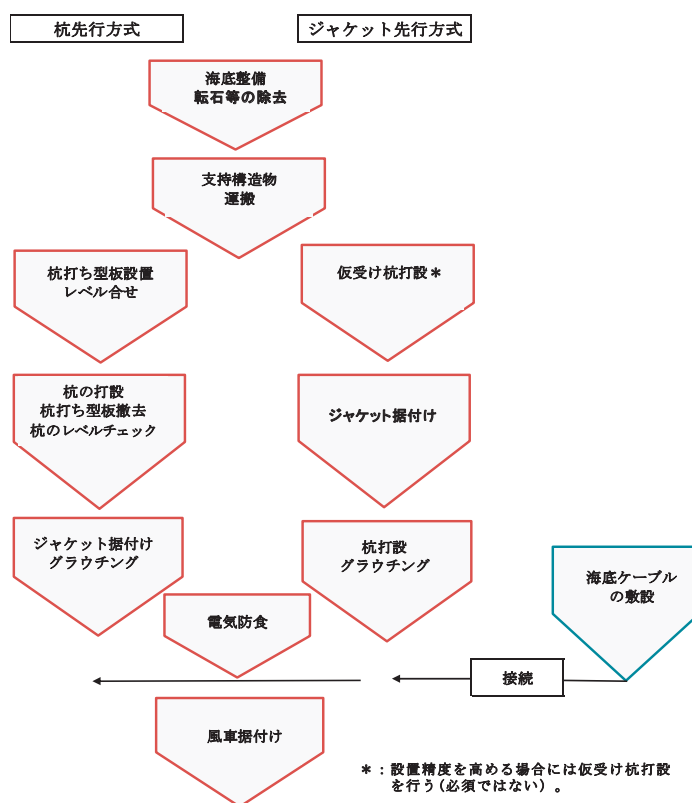 杭先行方式
ジャケット先行方式
海底整備
転石等の除去
支持構造物
運搬
杭打ち型板設置
レベル合せ
仮受け杭打設＊
杭の打設
杭打ち型板撤去
杭のレベルチェック
ジャケット据付け
ジャケット据付け
グラウチング
杭打設
グラウチング
海底ケーブル
の敷設
電気防食
接続
風車据付け
＊：設置精度を高める場合には仮受け杭打設
を行う(必須ではない）。